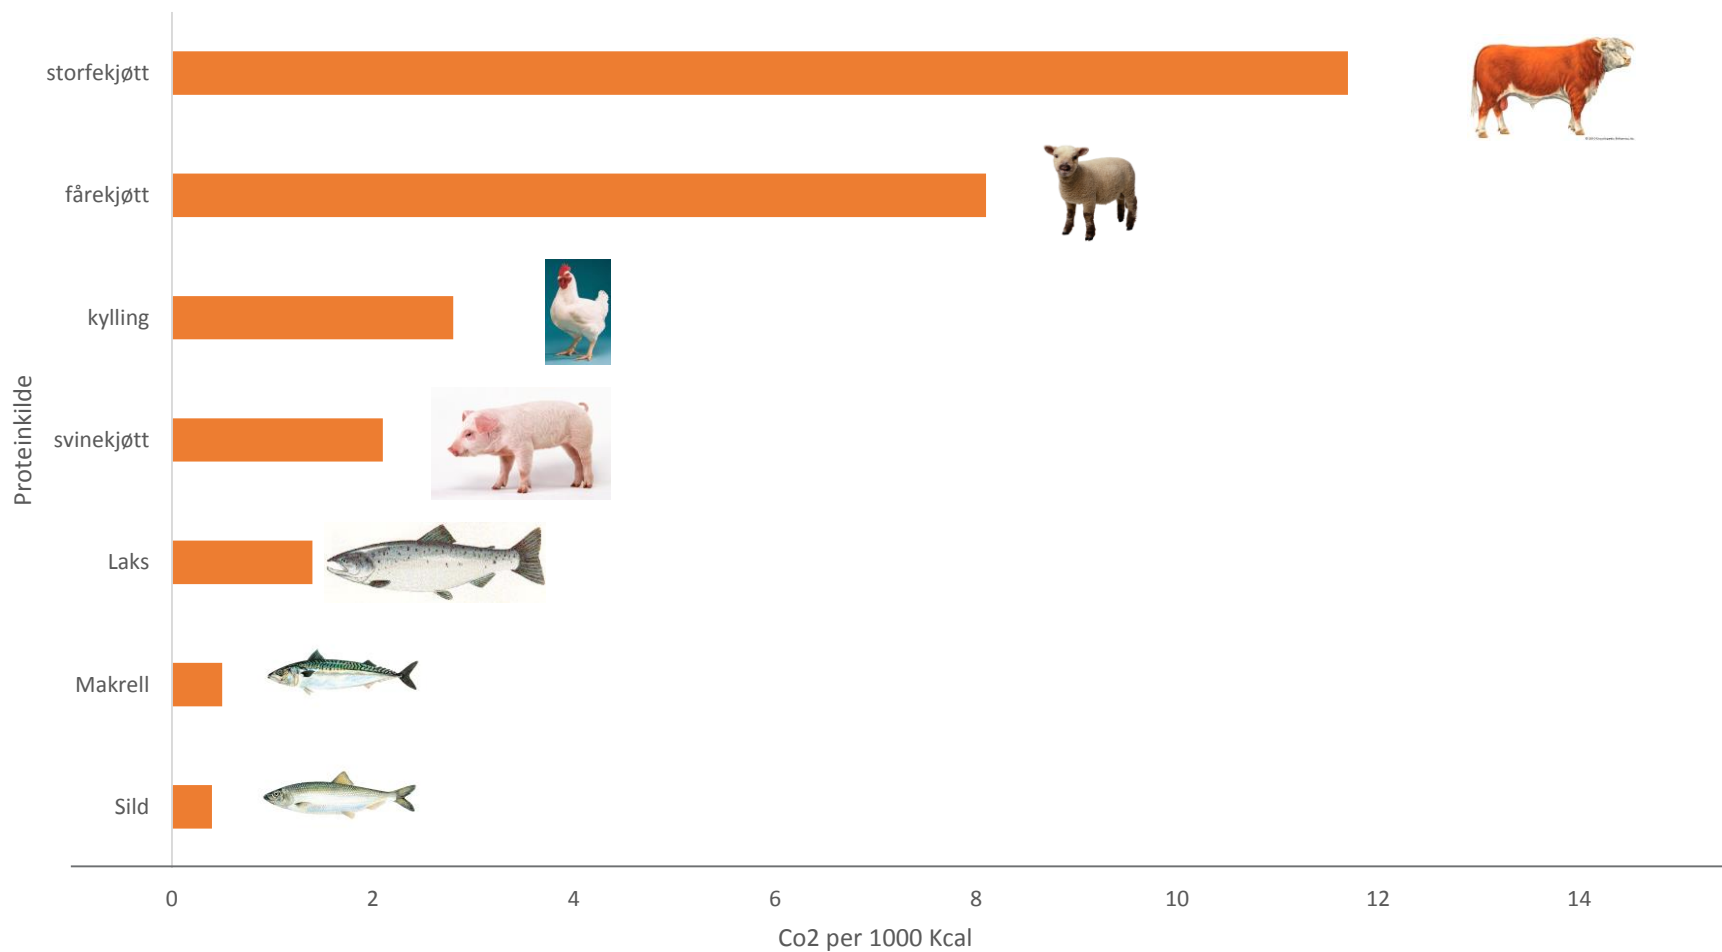 storfekjøtt
fårekjøtt
kylling
svinekjøtt
Laks
Makrell
Sild
Proteinkilde
0 2 4 6 8 10 12 14
Co2 per 1000 Kcal